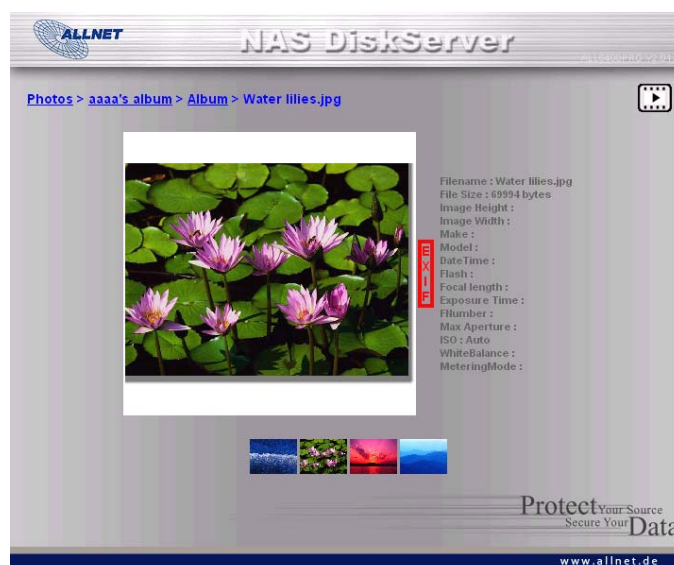 ALLNET
NAS DiskServer
Photos > aaaa's album > Album > Water lilies.jpg
Filename : Water lilies.jpg
File Size : 69994 bytes
Image Height :
Image Width :
Make :
Model :
DateTime :
Flash :
Focal length :
Exposure Time :
FNumber :
Max Aperture :
ISO : Auto
WhiteBalance :
MeteringMode :
EXIF
Protect Your Source
Secure Your Data
www.allnet.de